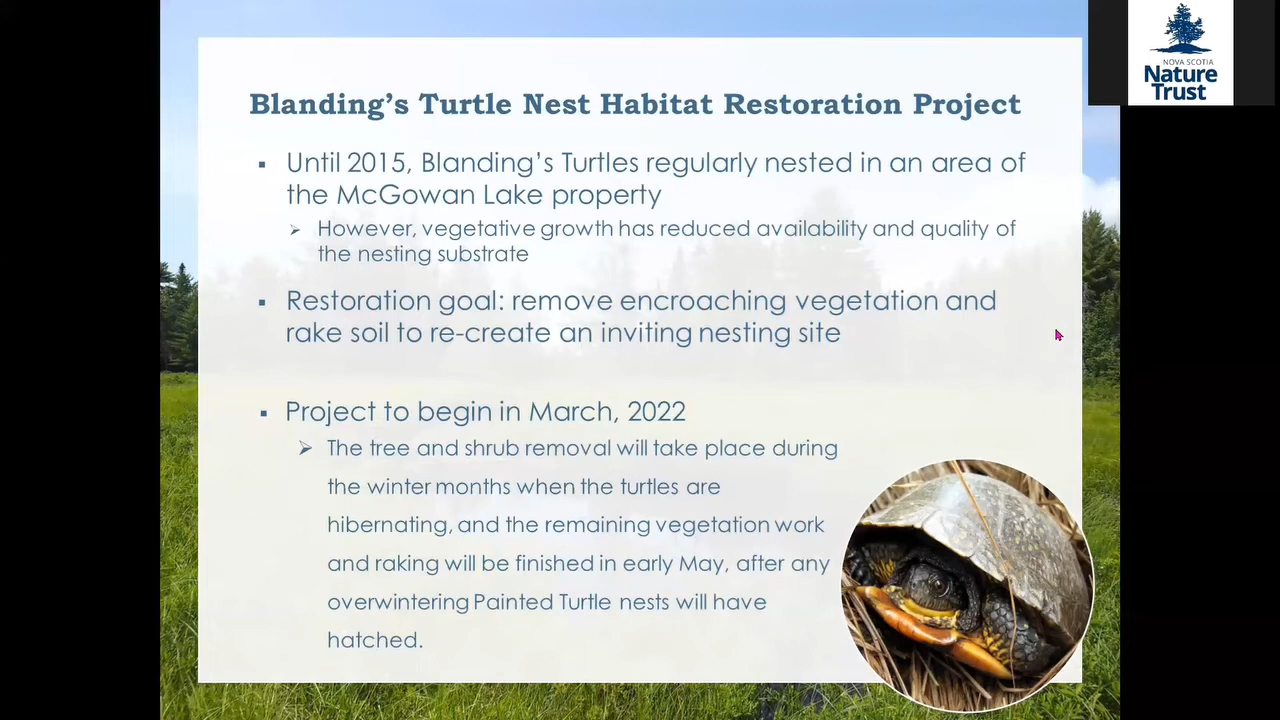 NOVA SCOTIA
Nature
Trust
Blanding's Turtle Nest Habitat Restoration Project
▪ Until 2015, Blanding's Turtles regularly nested in an area of
the McGowan Lake property
➢ However, vegetative growth has reduced availability and quality of
the nesting substrate
▪ Restoration goal: remove encroaching vegetation and
rake soil to re-create an inviting nesting site
▪ Project to begin in March, 2022
➢ The tree and shrub removal will take place during
the winter months when the turtles are
hibernating, and the remaining vegetation work
and raking will be finished in early May, after any
overwintering Painted Turtle nests will have
hatched.